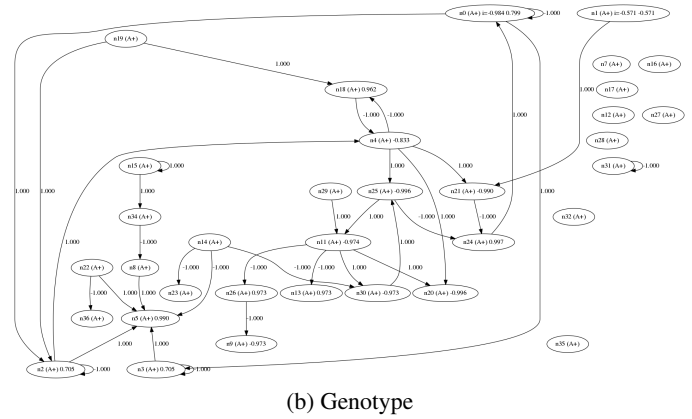 n0 (A+) i=-0.984 0.799
-1.000
n1 (A+) i=-0.571 -0.571
n19 (A+)
1.000
n7 (A+)
n16 (A+)
n18 (A+) 0.962
1.000
n17 (A+)
-1.000
-1.000
1.000
n12 (A+)
n27 (A+)
n4 (A+) -0.833
n28 (A+)
n15 (A+)
1.000
1.000
1.000
n31 (A+)
-1.000
1.000
1.000
1.000
n29 (A+)
n25 (A+) -0.996
n21 (A+) -0.990
1.000
1.000
1.000
n34 (A+)
1.000
1.000
-1.000
-1.000
n32 (A+)
-1.000
n14 (A+)
n11 (A+) -0.974
n24 (A+) 0.997
n22 (A+)
n8 (A+)
-1.000
-1.000
-1.000
-1.000
-1.000
1.000
1.000
1.000
1.000
-1.000
1.000
1.000
n23 (A+)
n26 (A+) 0.973
n13 (A+) 0.973
n30 (A+) -0.973
n20 (A+) -0.996
n36 (A+)
n5 (A+) 0.990
-1.000
n9 (A+) -0.973
n35 (A+)
1.000
1.000
n2 (A+) 0.705
-1.000
n3 (A+) 0.705
-1.000
(b) Genotype